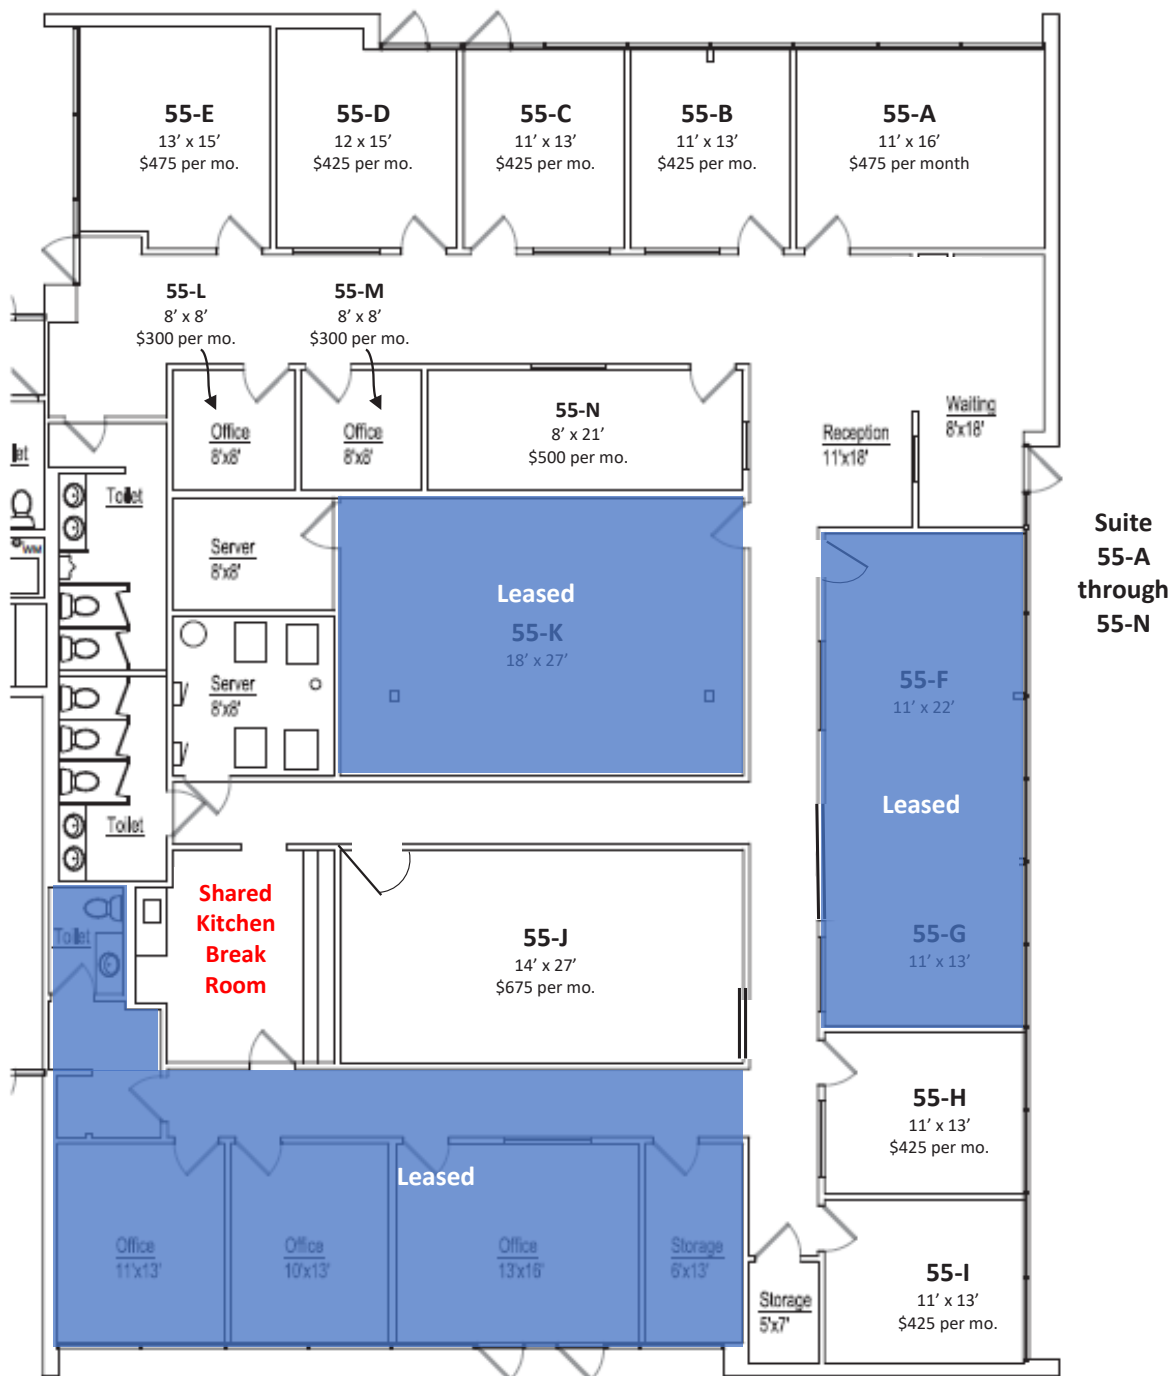 55-E
13’ x 15’
$475 per mo.
55-D
12 x 15’
$425 per mo.
55-C
11’ x 13’
$425 per mo.
55-B
11’ x 13’
$425 per mo.
55-A
11’ x 16’
$475 per month
55-L
8’ x 8’
$300 per mo.
55-M
8’ x 8’
$300 per mo.
Office
8'x8'
Office
8'x8'
55-N
8’ x 21’
$500 per mo.
Reception
11'x18'
Waiting
8'x18'
let
WM
Toilet
Server
8'x8'
Leased
55-K
18’ x 27’
Suite
55-A
through
55-N
Server
8'x8'
55-F
11’ x 22’
Leased
Toilet
Shared
Kitchen
Break
Room
55-J
14’ x 27’
$675 per mo.
55-G
11’ x 13’
Toilet
55-H
11’ x 13’
$425 per mo.
Leased
Office
11'x13'
Office
10'x13'
Office
13'x16'
Storage
6'x13'
Storage
5'x7'
55-I
11’ x 13’
$425 per mo.